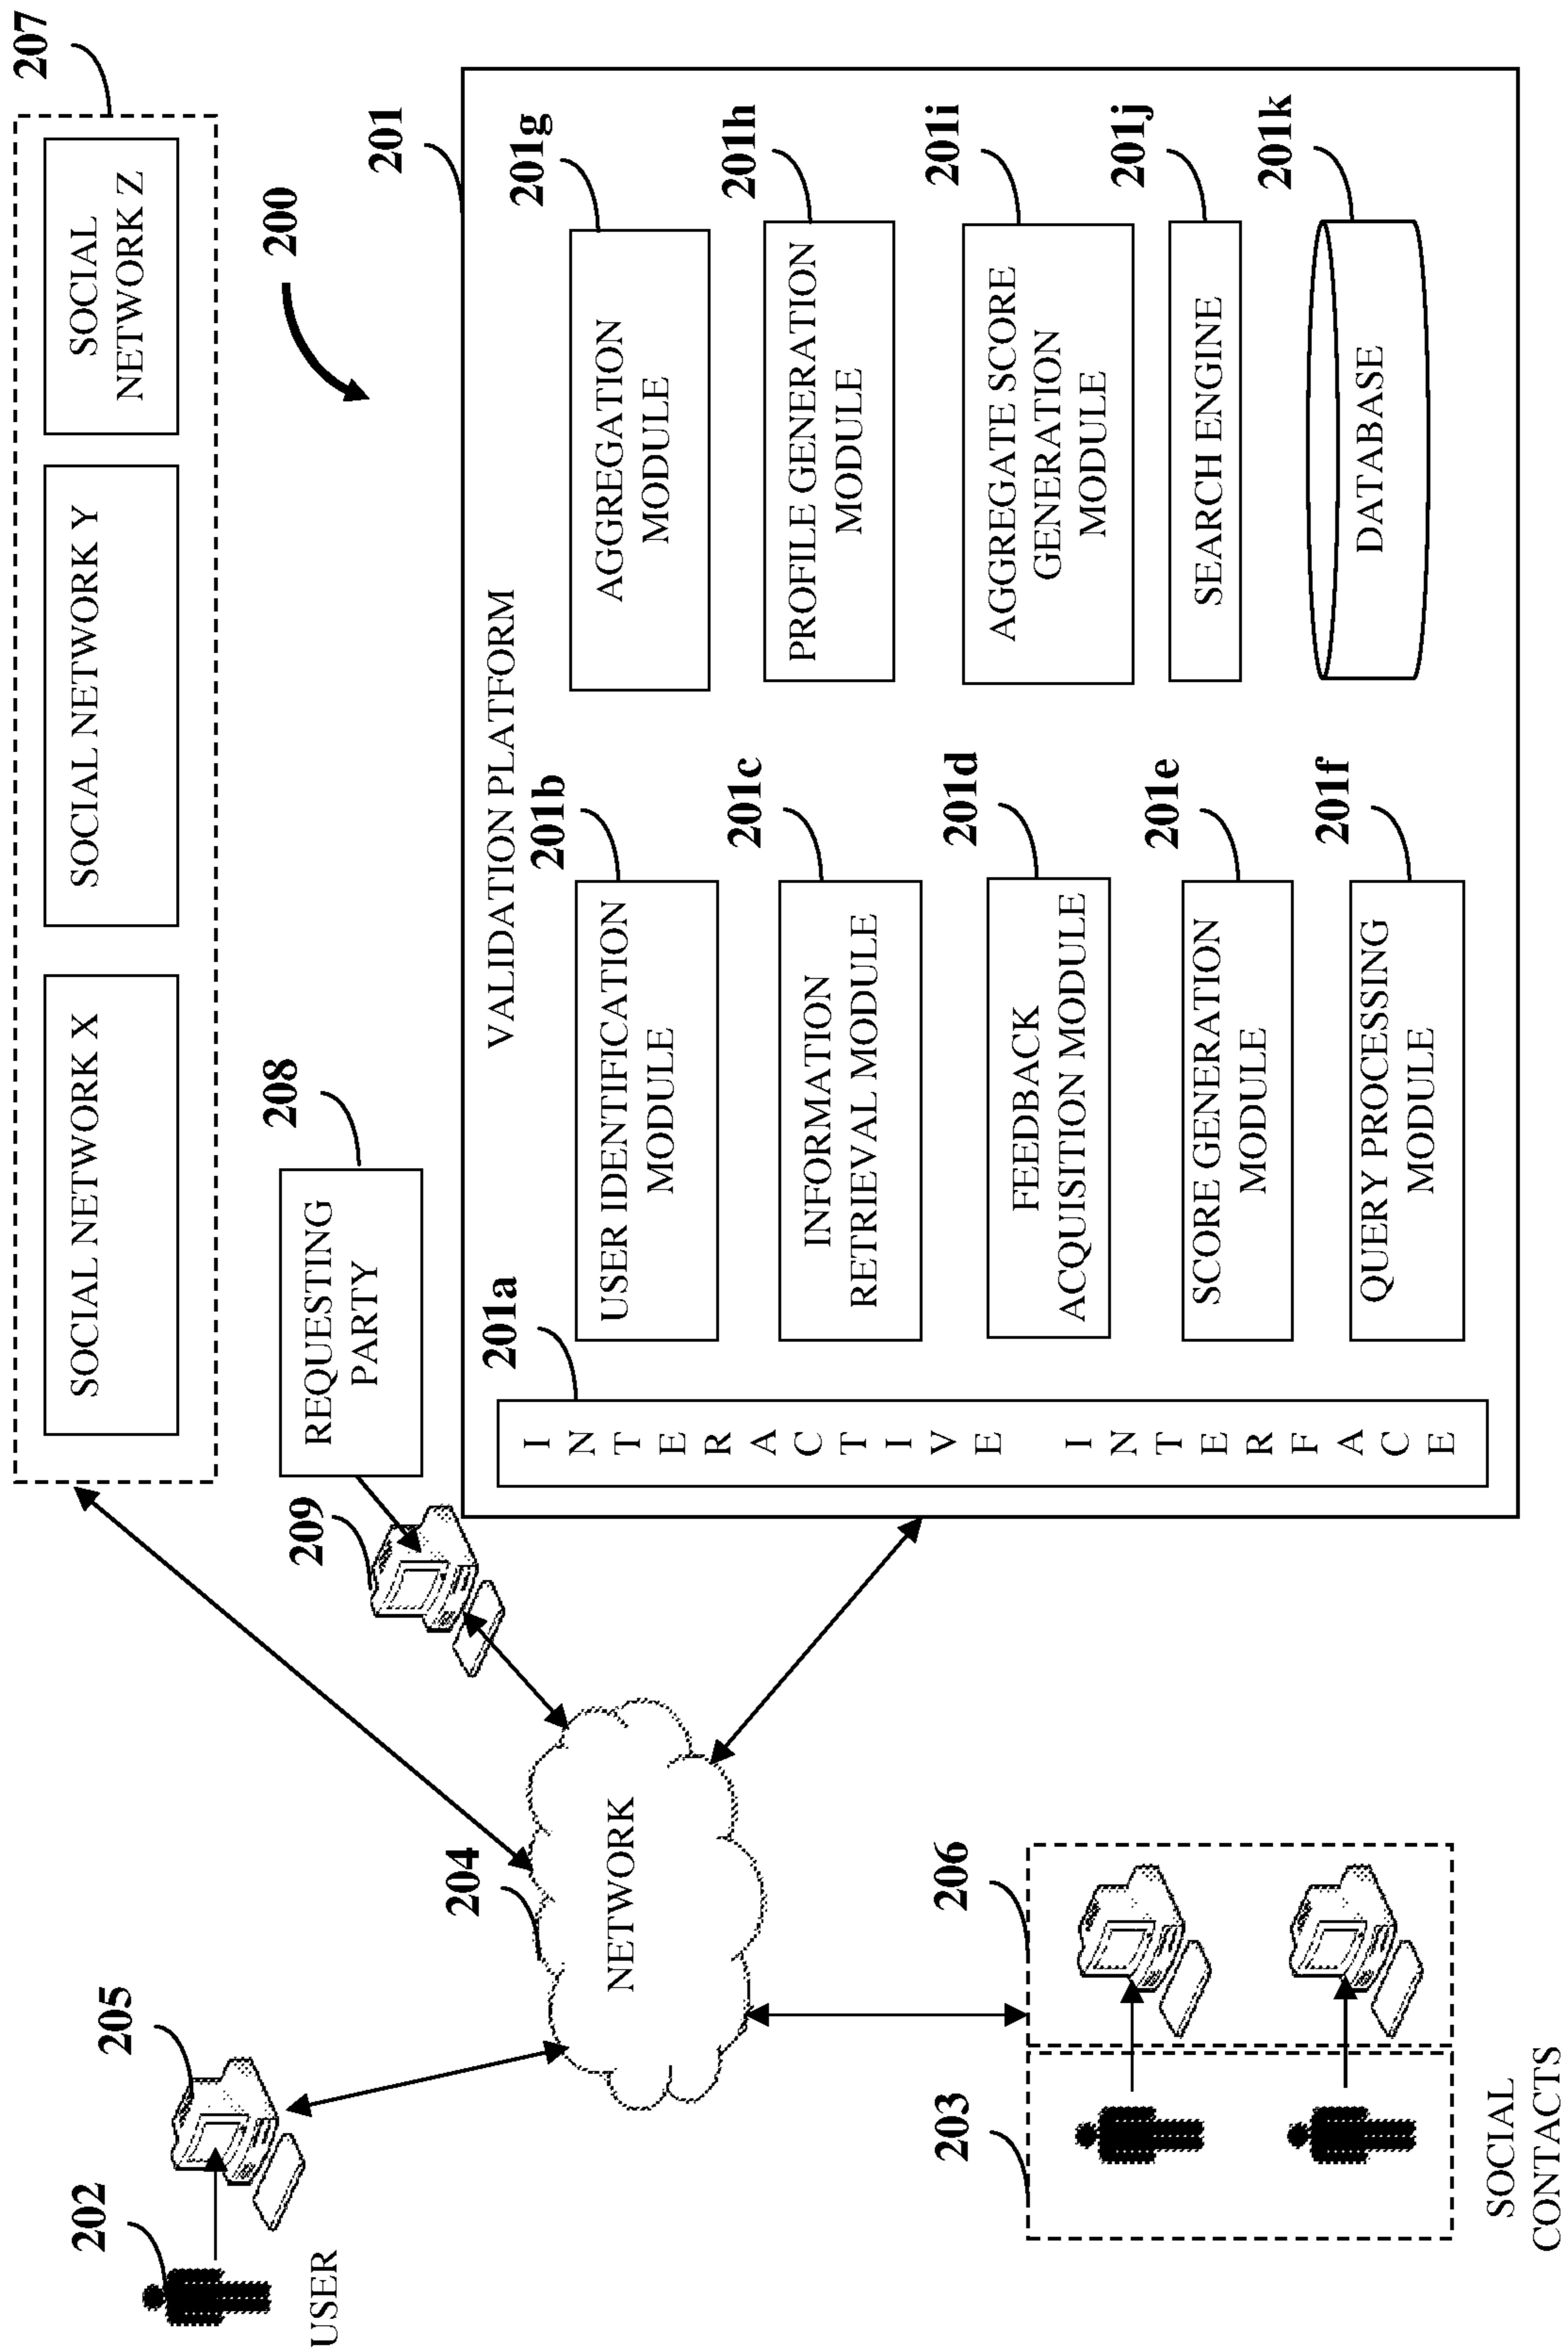 207
SOCIAL
NETWORK Z
SOCIAL NETWORK Y
SOCIAL NETWORK X
200
208
REQUESTING
PARTY
209
202
USER
205
204
NETWORK
206
203
SOCIAL
CONTACTS
201
VALIDATION PLATFORM
201a
INTERACTIVE INTERFACE
201b
USER IDENTIFICATION
MODULE
201c
INFORMATION
RETRIEVAL MODULE
201d
FEEDBACK
ACQUISITION MODULE
201e
SCORE GENERATION
MODULE
201f
QUERY PROCESSING
MODULE
201g
AGGREGATION
MODULE
201h
PROFILE GENERATION
MODULE
201i
AGGREGATE SCORE
GENERATION
MODULE
201j
SEARCH ENGINE
201k
DATABASE